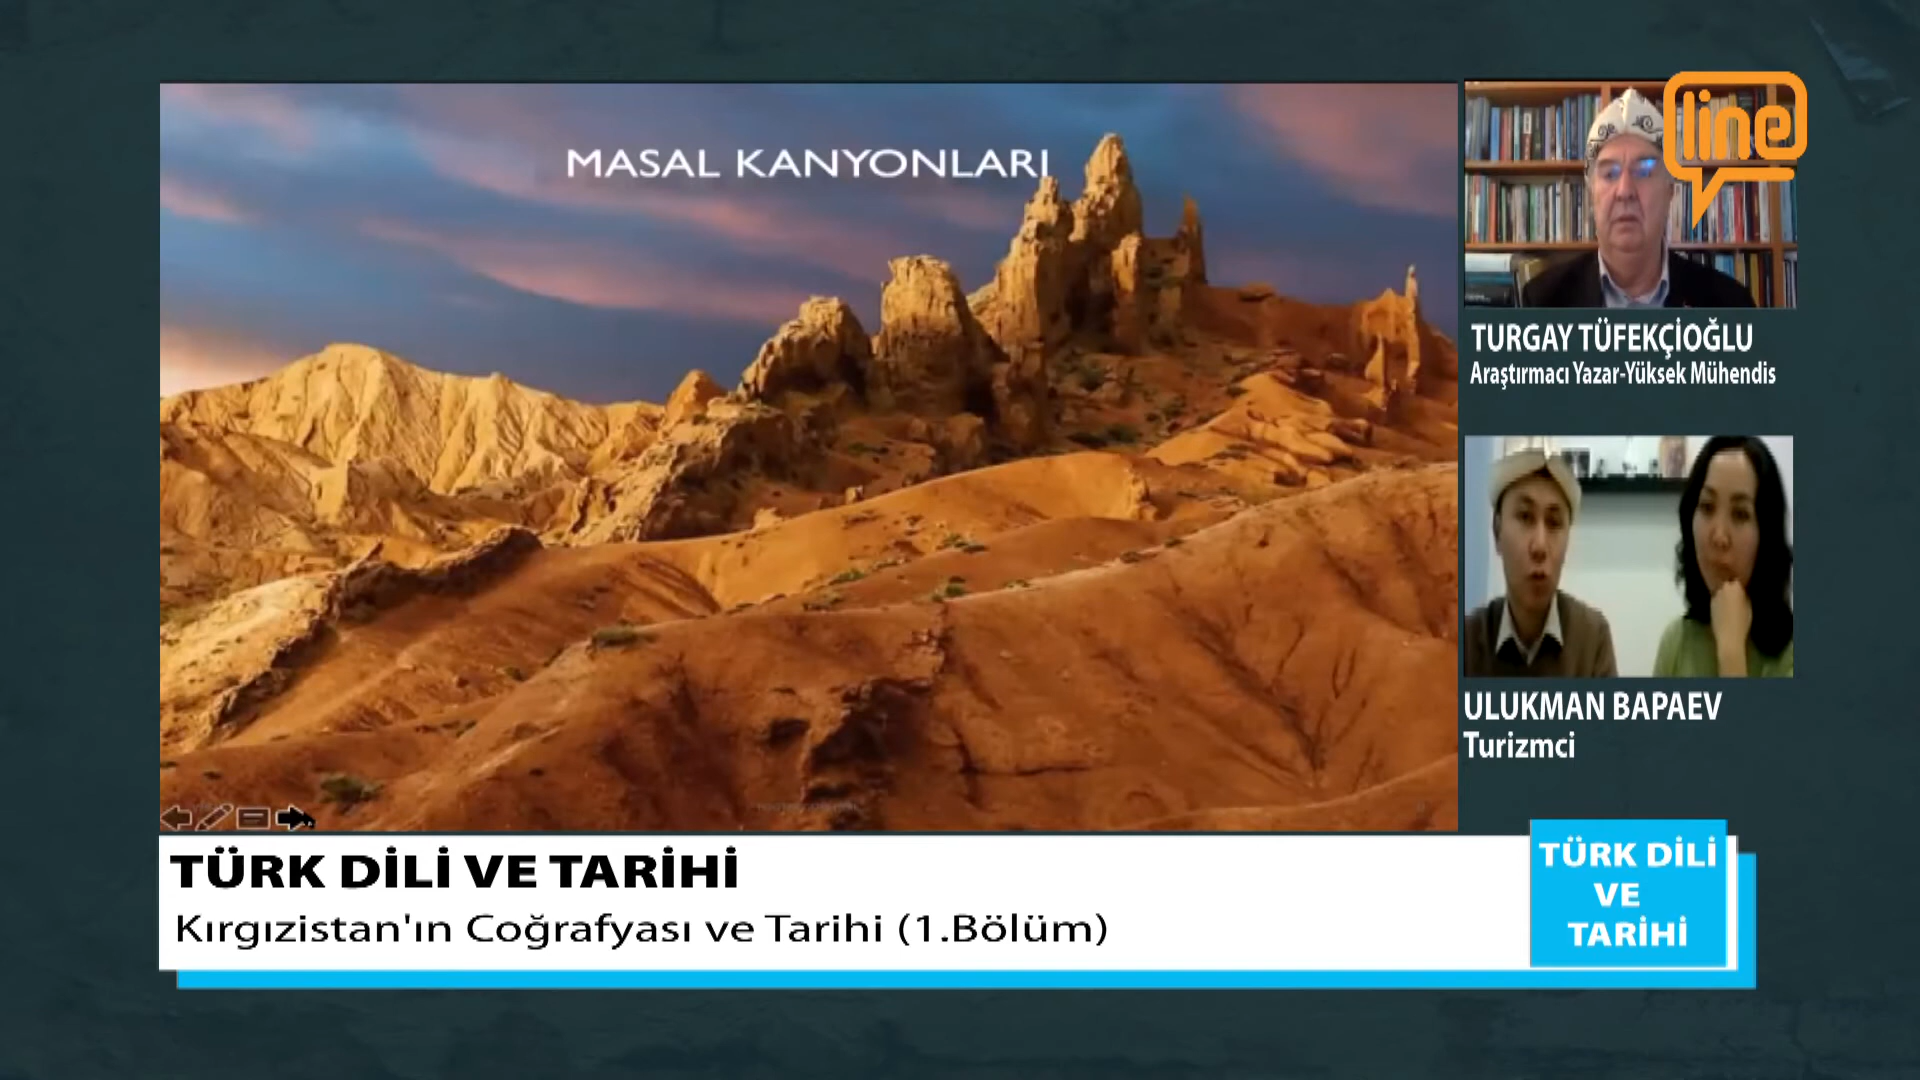 MASAL KANYONLARI
line
TURGAY TÜFEKÇİOĞLU
Araştırmacı Yazar-Yüksek Mühendis
ULUKMAN BAPAEV
Turizmci
TÜRK DİLİ VE TARİHİ
Kırgızistan'ın Coğrafyası ve Tarihi (1.Bölüm)
TÜRK DİLİ
VE
TARİHİ